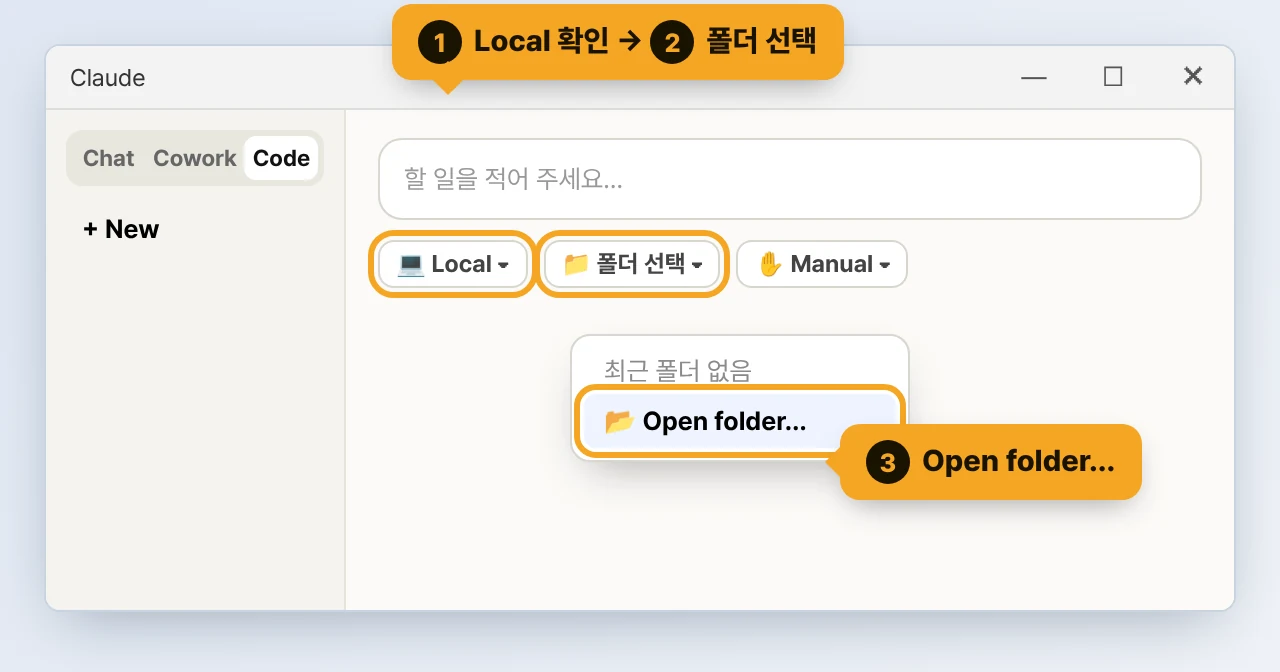 1 Local 확인 → 2 폴더 선택
Claude
Chat Cowork Code
+ New
할 일을 적어 주세요...
Local 폴더 선택 Manual
최근 폴더 없음
Open folder...
3 Open folder...